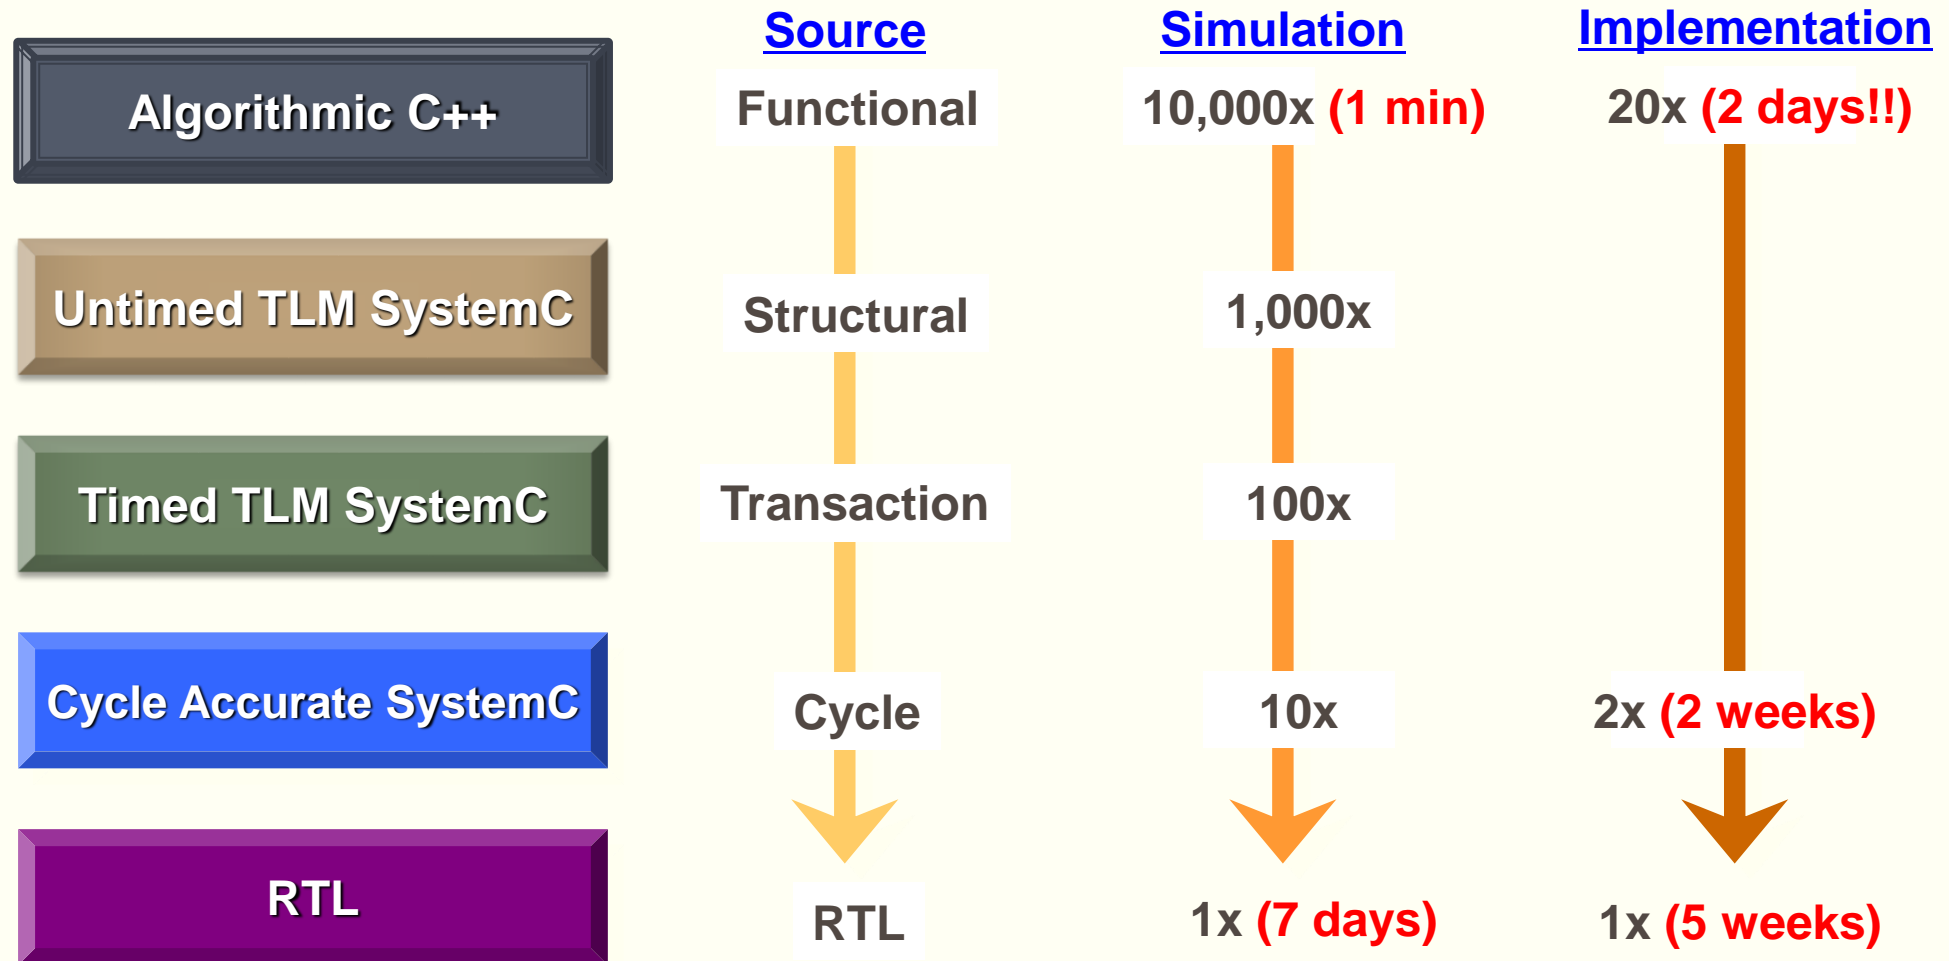 Source Simulation Implementation
Algorithmic C++ Functional 10,000x (1 min) 20x (2 days!!)
Untimed TLM SystemC Structural 1,000x
Timed TLM SystemC Transaction 100x
Cycle Accurate SystemC Cycle 10x 2x (2 weeks)
RTL RTL 1x (7 days) 1x (5 weeks)